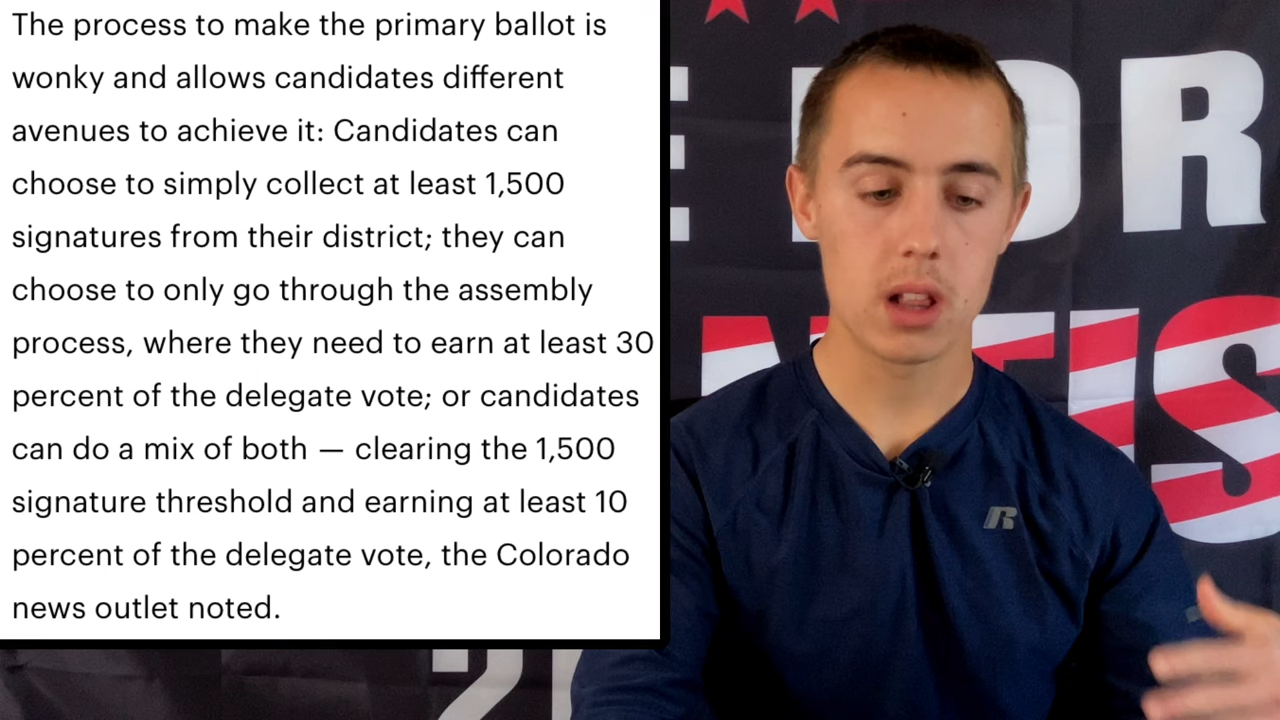 The process to make the primary ballot is
wonky and allows candidates different
avenues to achieve it: Candidates can
choose to simply collect at least 1,500
signatures from their district; they can
choose to only go through the assembly
process, where they need to earn at least 30
percent of the delegate vote; or candidates
can do a mix of both — clearing the 1,500
signature threshold and earning at least 10
percent of the delegate vote, the Colorado
news outlet noted.
E FOR
TIS
2
R